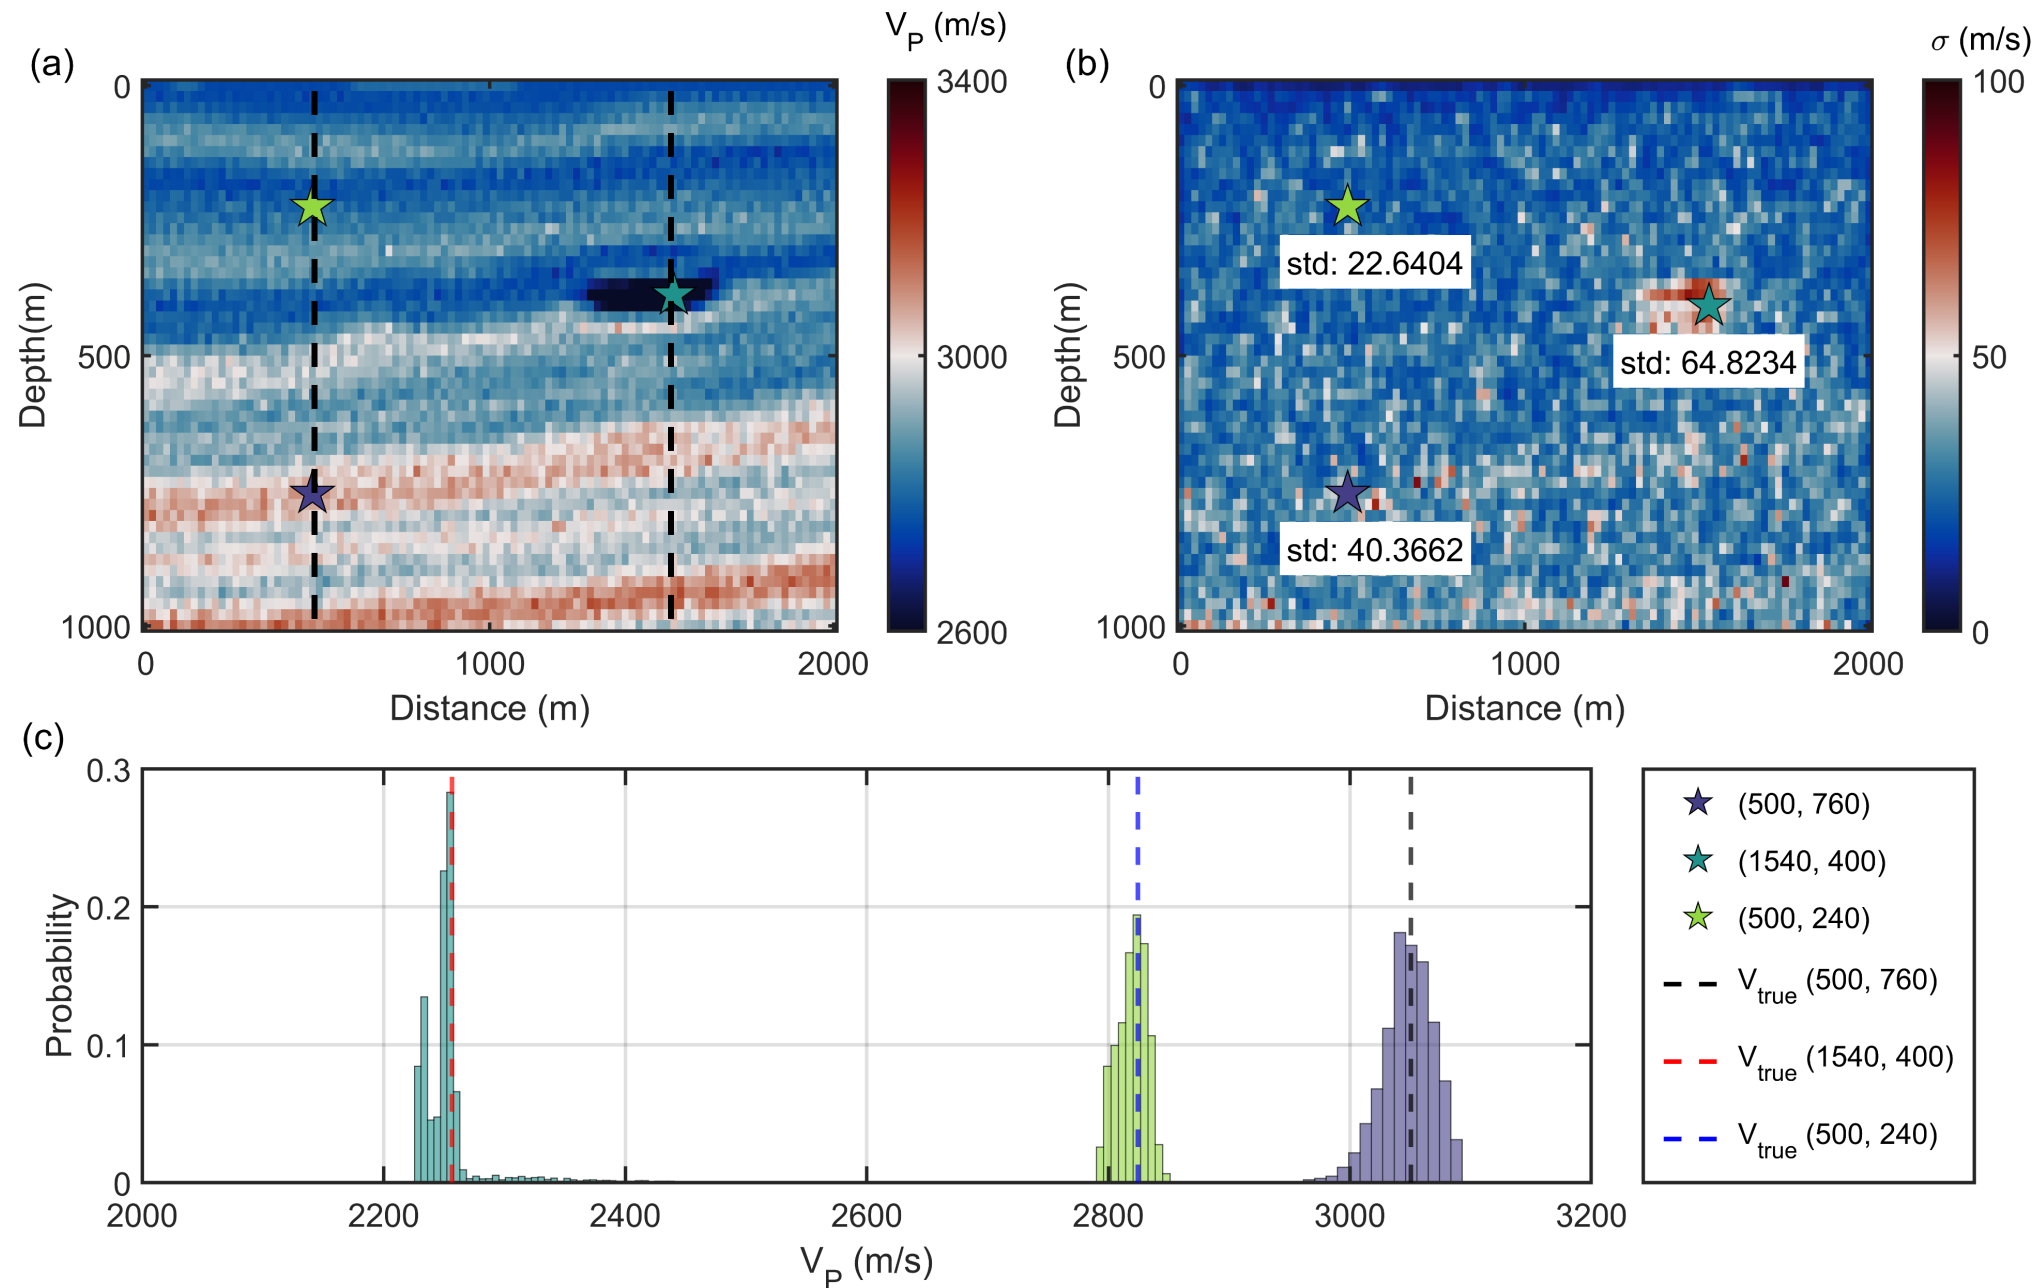 (a)
V_P (m/s)
3400
3000
2600
0
500
1000
Depth(m)
0
1000
2000
Distance (m)
(b)
σ (m/s)
100
50
0
0
500
1000
Depth(m)
std: 22.6404
std: 64.8234
std: 40.3662
0
1000
2000
Distance (m)
(c)
0.3
0.2
0.1
0
Probability
2000
2200
2400
2600
2800
3000
3200
V_P (m/s)
(500, 760)
(1540, 400)
(500, 240)
V_true (500, 760)
V_true (1540, 400)
V_true (500, 240)